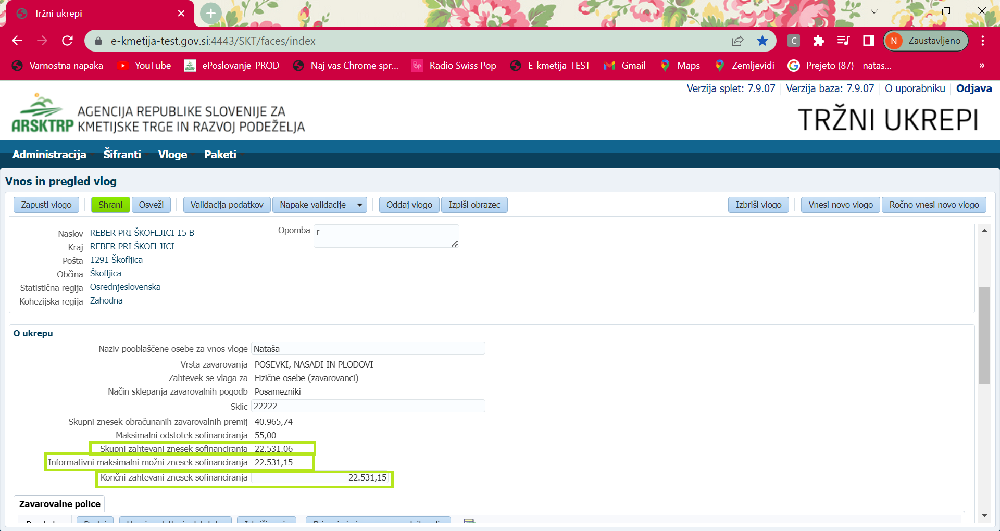 Tržni ukrepi
e-kmetija-test.gov.si:4443/SKT/faces/index
C
N Zaustavljeno
Varnostna napaka YouTube ePoslovanje_PROD Naj vas Chrome spr... Radio Swiss Pop E-kmetija_TEST Gmail Maps Zemljevidi Prejeto (87) - natas... »
Verzija splet: 7.9.07 Verzija baza: 7.9.07 O uporabniku Odjava
ARSKTRP
AGENCIJA REPUBLIKE SLOVENIJE ZA
KMETIJSKE TRGE IN RAZVOJ PODEŽELJA
TRŽNI UKREPI
Administracija Šifranti Vloge Paketi
Vnos in pregled vlog
Zapusti vlogo Shrani Osveži Validacija podatkov Napake validacije Oddaj vlogo Izpiši obrazec Izbriši vlogo Vnesi novo vlogo Ročno vnesi novo vlogo
Naslov REBER PRI ŠKOFLJICI 15 B Opomba r
Kraj REBER PRI ŠKOFLJICI
Pošta 1291 Škofljica
Občina Škofljica
Statistična regija Osrednjeslovenska
Kohezijska regija Zahodna
O ukrepu
Naziv pooblaščene osebe za vnos vloge Nataša
Vrsta zavarovanja POSEVKI, NASADI IN PLODOVI
Zahtevek se vlaga za Fizične osebe (zavarovanci)
Način sklepanja zavarovalnih pogodb Posamezniki
Sklic 22222
Skupni znesek obračunanih zavarovalnih premij 40.965,74
Maksimalni odstotek sofinanciranja 55,00
Skupni zahtevani znesek sofinanciranja 22.531,06
Informativni maksimalni možni znesek sofinanciranja 22.531,15
Končni zahtevani znesek sofinanciranja 22.531,15
Zavarovalne police